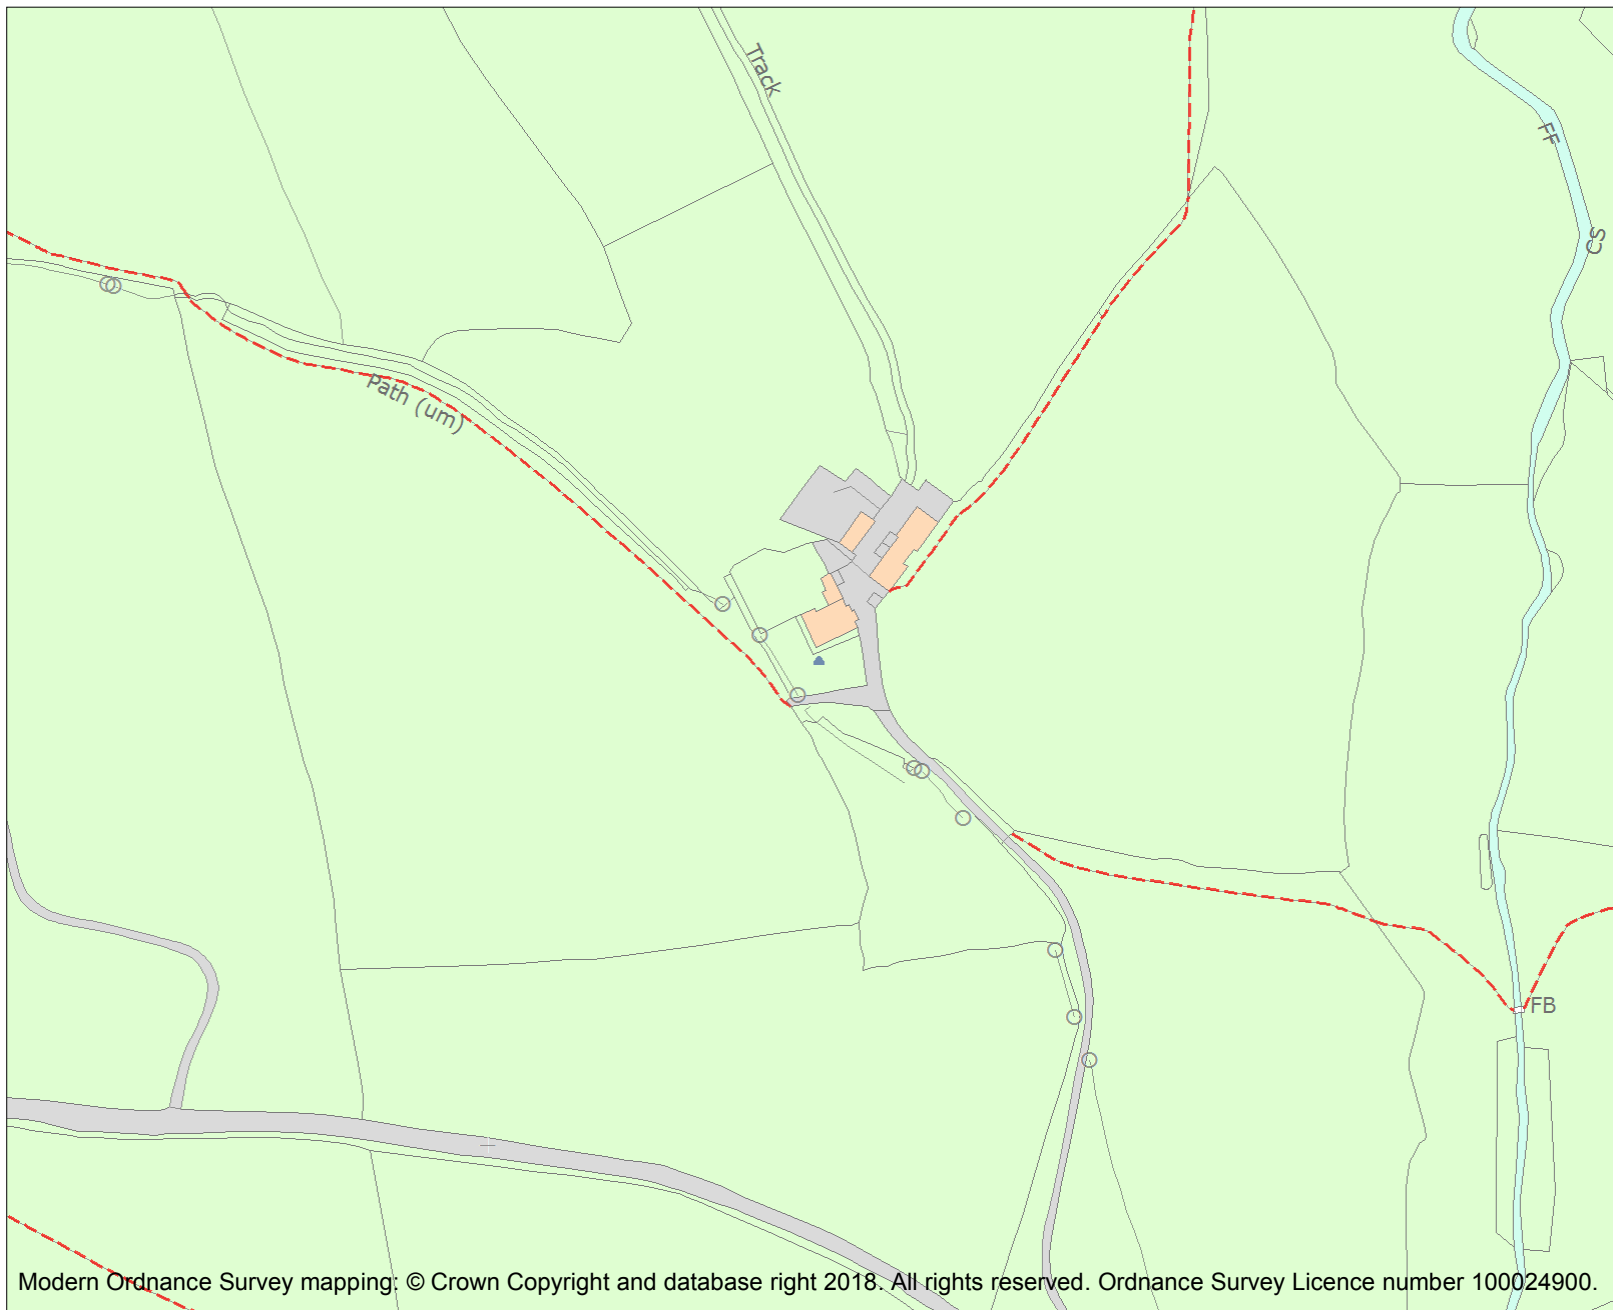 Track
FF
CS
Path (um)
FB
Modern Ordnance Survey mapping: © Crown Copyright and database right 2018. All rights reserved. Ordnance Survey Licence number 100024900.